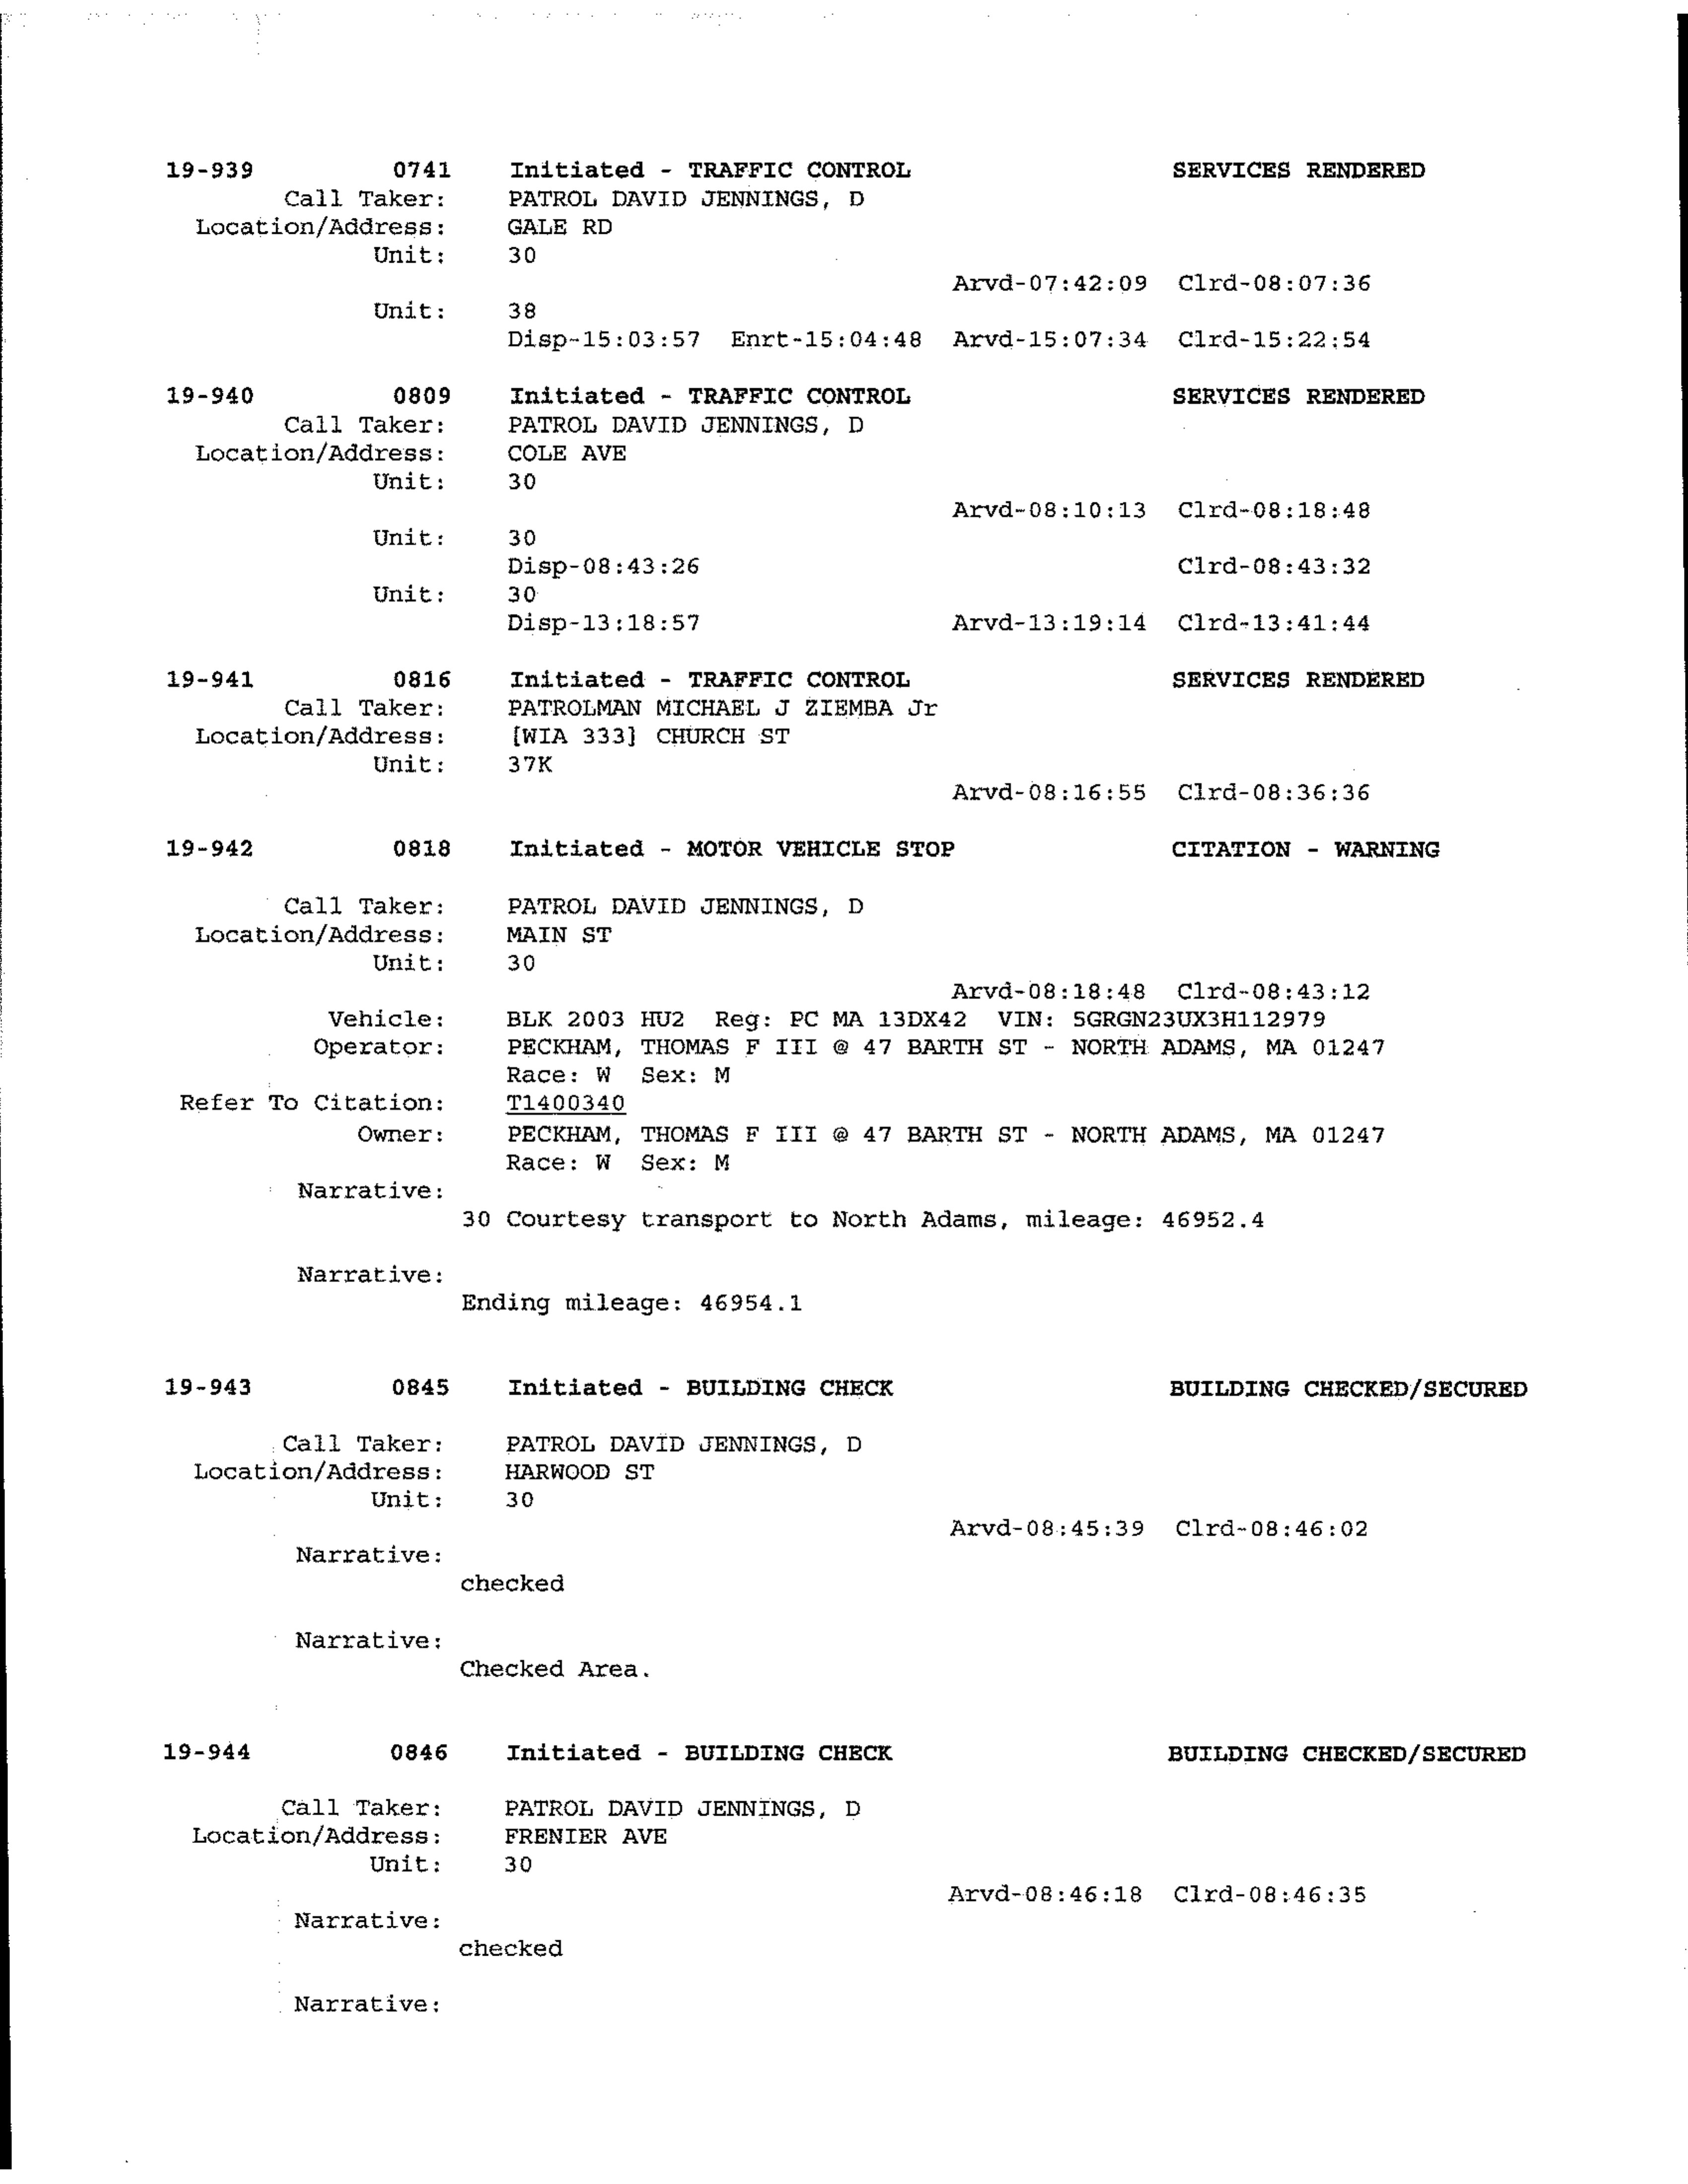 19-939 0741 Initiated - TRAFFIC CONTROL SERVICES RENDERED
Call Taker: PATROL DAVID JENNINGS, D
Location/Address: GALE RD
Unit: 30
Arvd-07:42:09 Clrd-08:07:36
Unit: 38
Disp-15:03:57 Enrt-15:04:48 Arvd-15:07:34 Clrd-15:22:54
19-940 0809 Initiated - TRAFFIC CONTROL SERVICES RENDERED
Call Taker: PATROL DAVID JENNINGS, D
Location/Address: COLE AVE
Unit: 30
Arvd-08:10:13 Clrd-08:18:48
Unit: 30
Disp-08:43:26 Clrd-08:43:32
Unit: 30
Disp-13:18:57 Arvd-13:19:14 Clrd-13:41:44
19-941 0816 Initiated - TRAFFIC CONTROL SERVICES RENDERED
Call Taker: PATROLMAN MICHAEL J ZIEMBA Jr
Location/Address: [WIA 333] CHURCH ST
Unit: 37K
Arvd-08:16:55 Clrd-08:36:36
19-942 0818 Initiated - MOTOR VEHICLE STOP CITATION - WARNING
Call Taker: PATROL DAVID JENNINGS, D
Location/Address: MAIN ST
Unit: 30
Arvd-08:18:48 Clrd-08:43:12
Vehicle: BLK 2003 HU2 Reg: PC MA 13DX42 VIN: 5GRGN23UX3H112979
Operator: PECKHAM, THOMAS F III @ 47 BARTH ST - NORTH ADAMS, MA 01247
Race: W Sex: M
Refer To Citation: T1400340
Owner: PECKHAM, THOMAS F III @ 47 BARTH ST - NORTH ADAMS, MA 01247
Race: W Sex: M
Narrative:
30 Courtesy transport to North Adams, mileage: 46952.4
Narrative:
Ending mileage: 46954.1
19-943 0845 Initiated - BUILDING CHECK BUILDING CHECKED/SECURED
Call Taker: PATROL DAVID JENNINGS, D
Location/Address: HARWOOD ST
Unit: 30
Arvd-08:45:39 Clrd-08:46:02
Narrative:
checked
Narrative:
Checked Area.
19-944 0846 Initiated - BUILDING CHECK BUILDING CHECKED/SECURED
Call Taker: PATROL DAVID JENNINGS, D
Location/Address: FRENIER AVE
Unit: 30
Arvd-08:46:18 Clrd-08:46:35
Narrative:
checked
Narrative: